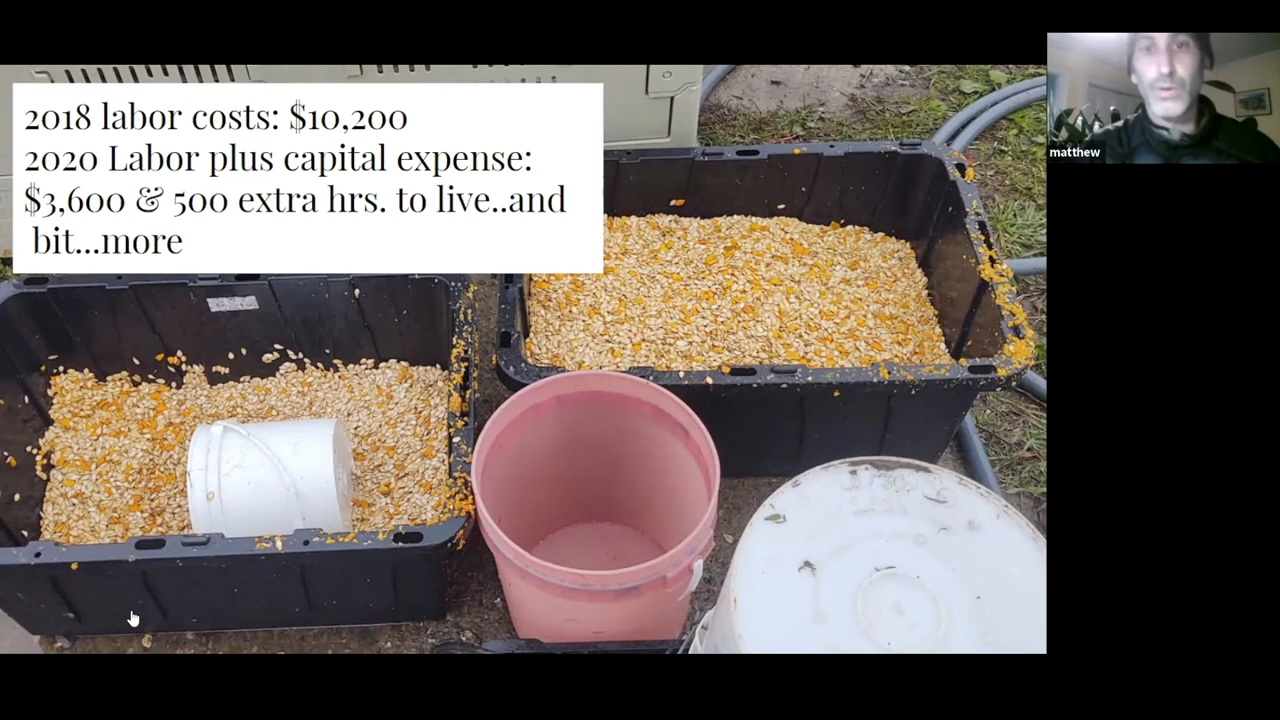 2018 labor costs: $10,200
2020 Labor plus capital expense:
$3,600 & 500 extra hrs. to live..and
bit...more
matthew